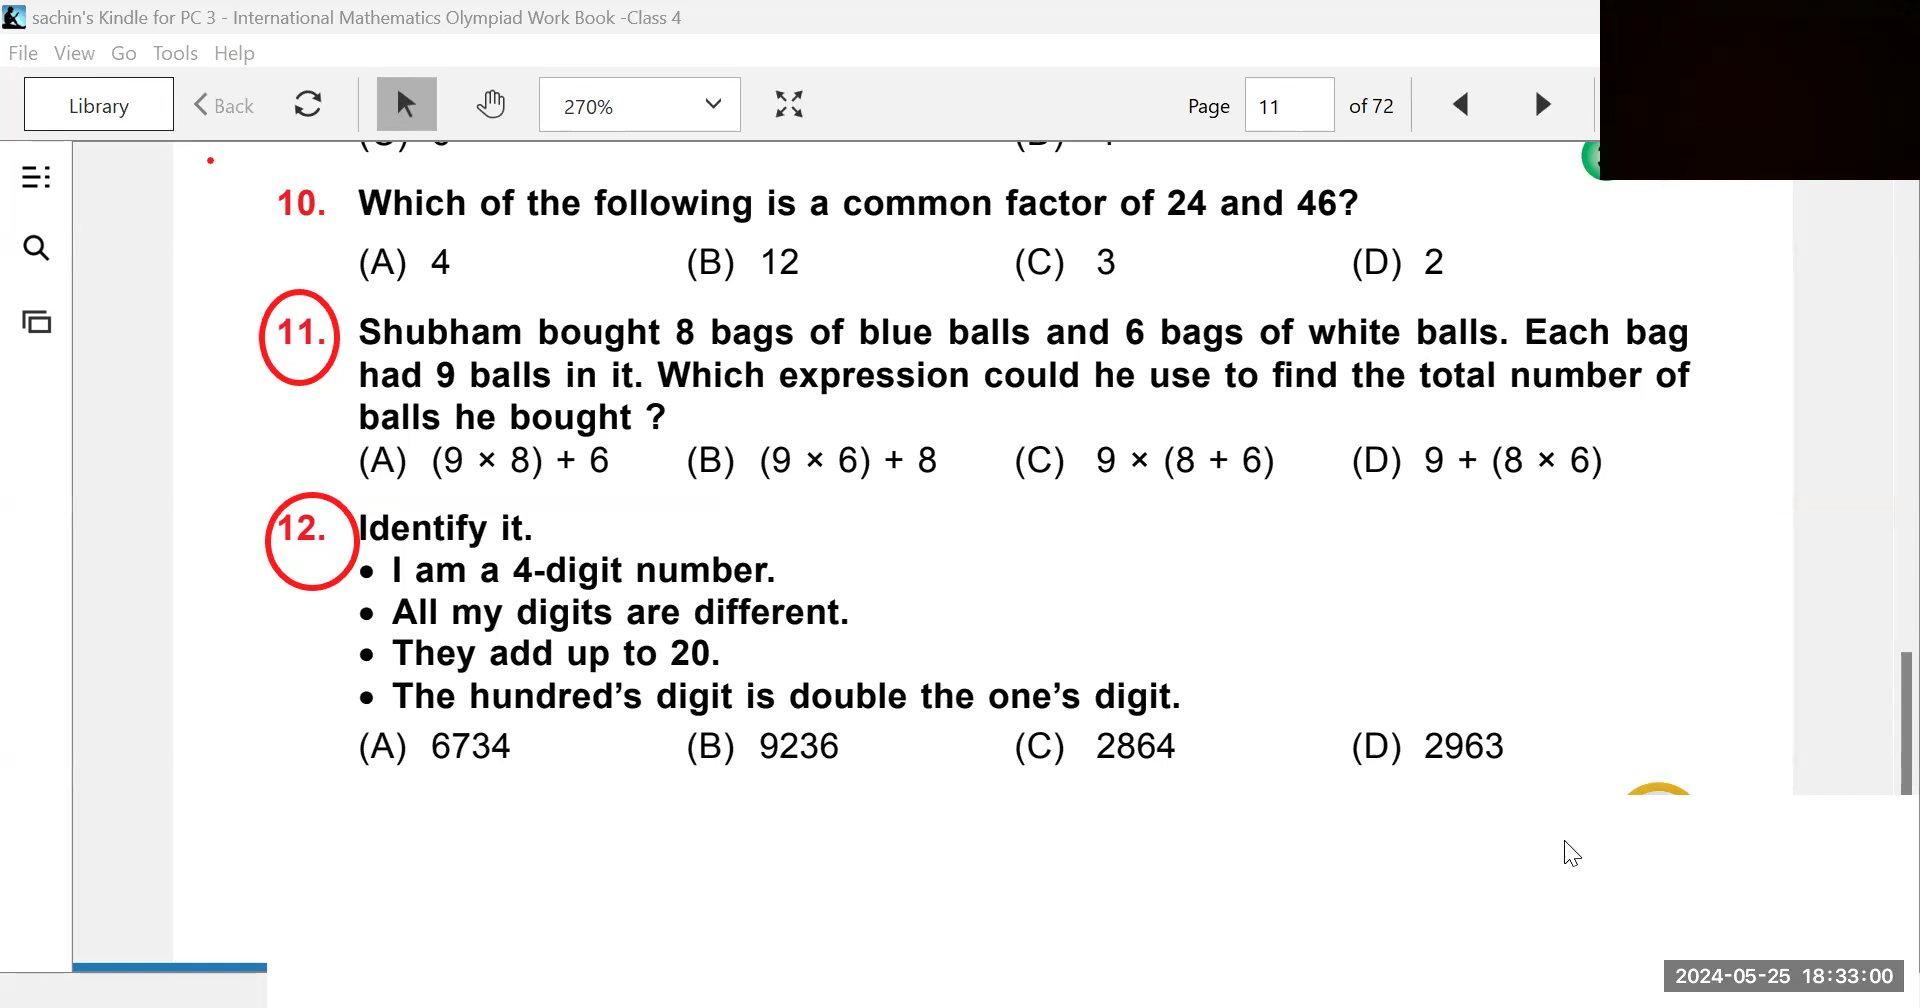 sachin's Kindle for PC 3 - International Mathematics Olympiad Work Book -Class 4
File View Go Tools Help
Library Back 270% Page 11 of 72
10. Which of the following is a common factor of 24 and 46?
(A) 4 (B) 12 (C) 3 (D) 2
11. Shubham bought 8 bags of blue balls and 6 bags of white balls. Each bag
had 9 balls in it. Which expression could he use to find the total number of
balls he bought ?
(A) (9 × 8) + 6 (B) (9 × 6) + 8 (C) 9 × (8 + 6) (D) 9 + (8 × 6)
12. Identify it.
• I am a 4-digit number.
• All my digits are different.
• They add up to 20.
• The hundred’s digit is double the one’s digit.
(A) 6734 (B) 9236 (C) 2864 (D) 2963
2024-05-25 18:33:00